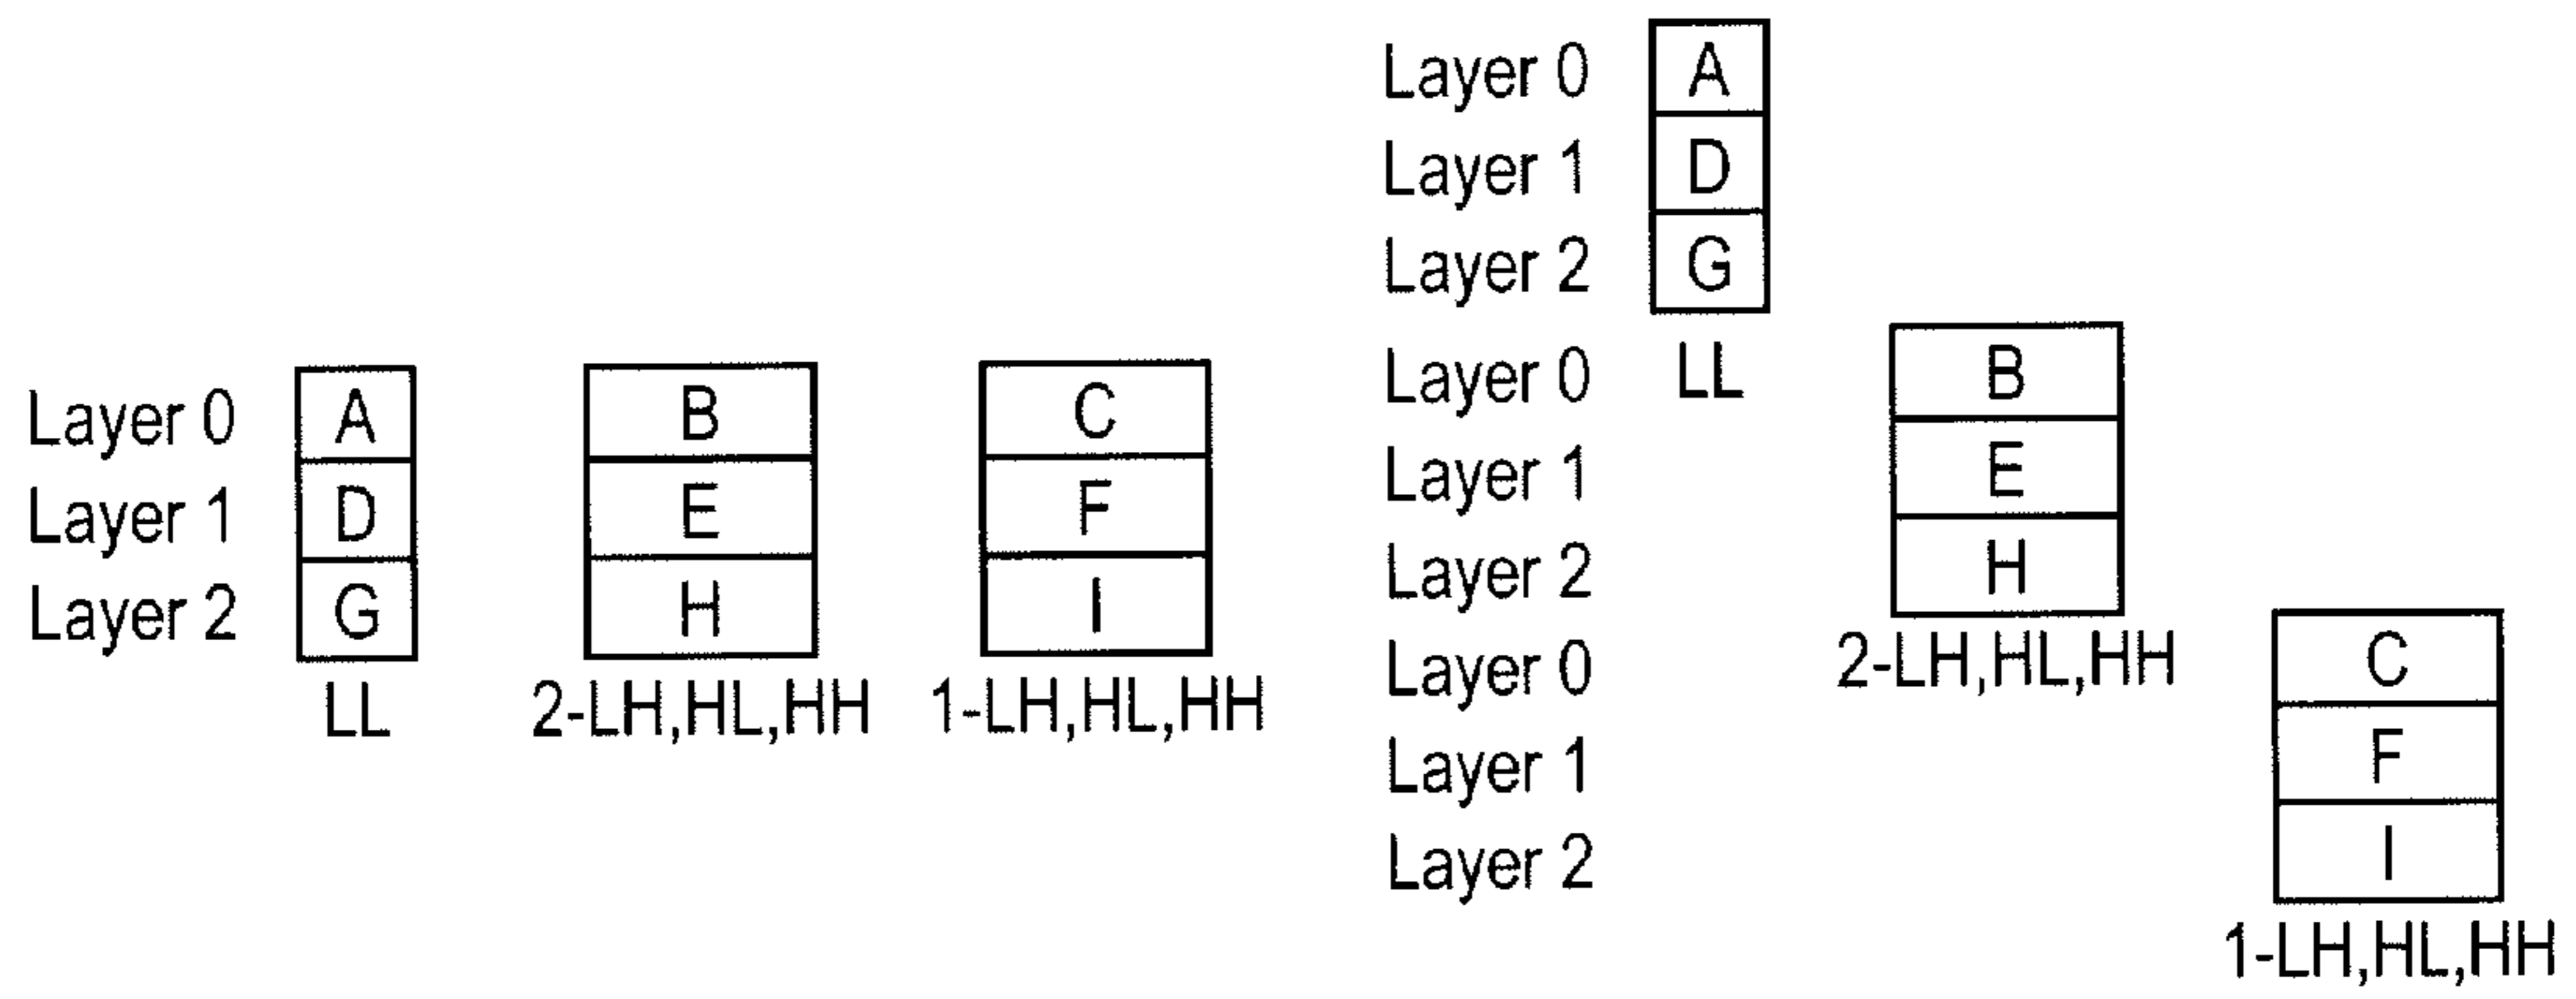 Layer 0 A B C
Layer 1 D E F
Layer 2 G H I
LL 2-LH,HL,HH 1-LH,HL,HH
Layer 0 A
Layer 1 D
Layer 2 G
LL
Layer 0 B
Layer 1 E
Layer 2 H
2-LH,HL,HH
Layer 0 C
Layer 1 F
Layer 2 I
1-LH,HL,HH